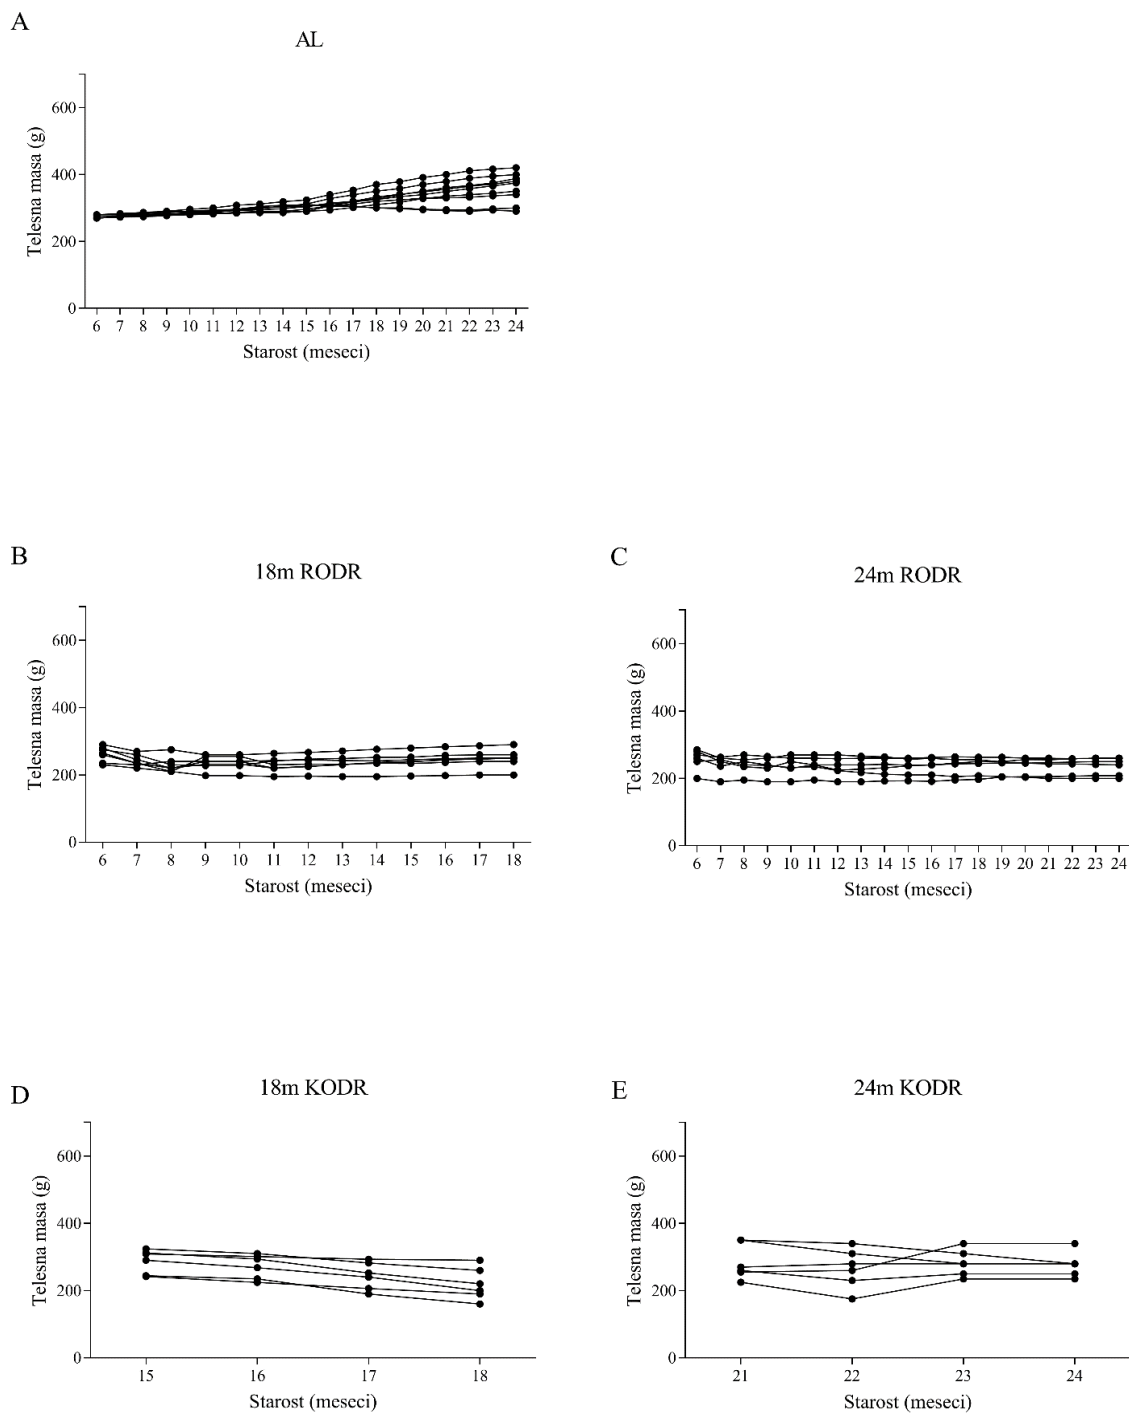 A
AL
Telesna masa (g)
600
400
200
0
6 7 8 9 10 11 12 13 14 15 16 17 18 19 20 21 22 23 24
Starost (meseci)
B
18m RODR
Telesna masa (g)
600
400
200
0
6 7 8 9 10 11 12 13 14 15 16 17 18
Starost (meseci)
C
24m RODR
Telesna masa (g)
600
400
200
0
6 7 8 9 10 11 12 13 14 15 16 17 18 19 20 21 22 23 24
Starost (meseci)
D
18m KODR
Telesna masa (g)
600
400
200
0
15 16 17 18
Starost (meseci)
E
24m KODR
Telesna masa (g)
600
400
200
0
21 22 23 24
Starost (meseci)